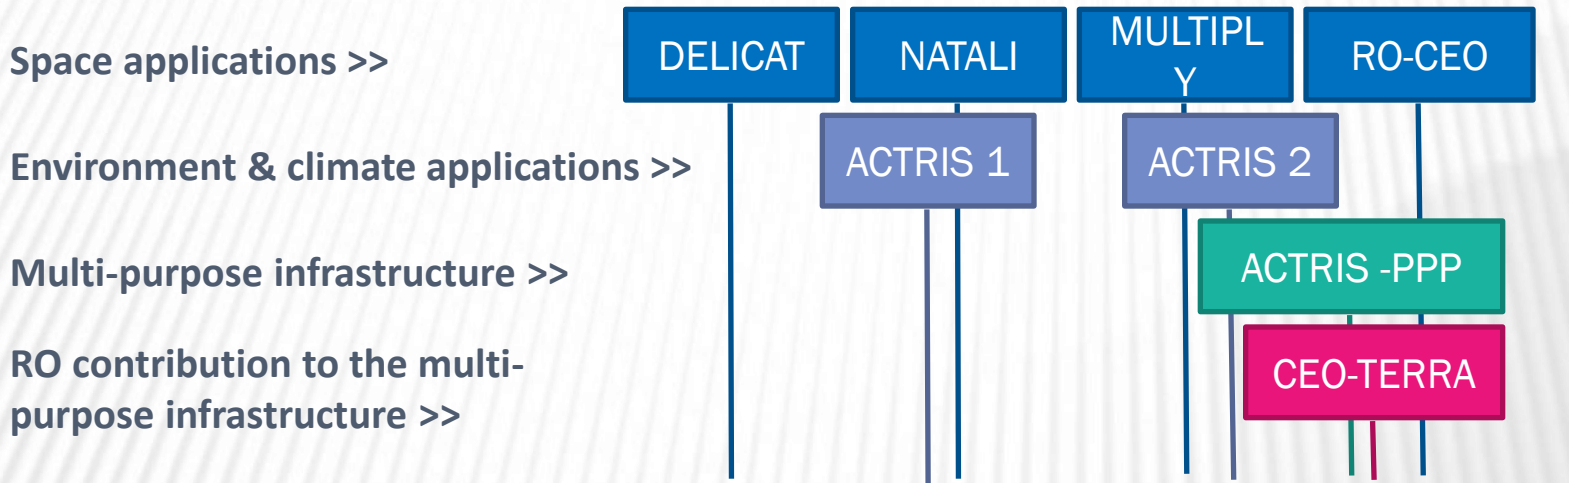 Space applications >>
DELICAT
NATALI
MULTIPL
Y
RO-CEO
Environment & climate applications >>
ACTRIS 1
ACTRIS 2
Multi-purpose infrastructure >>
ACTRIS -PPP
RO contribution to the multi-
purpose infrastructure >>
CEO-TERRA